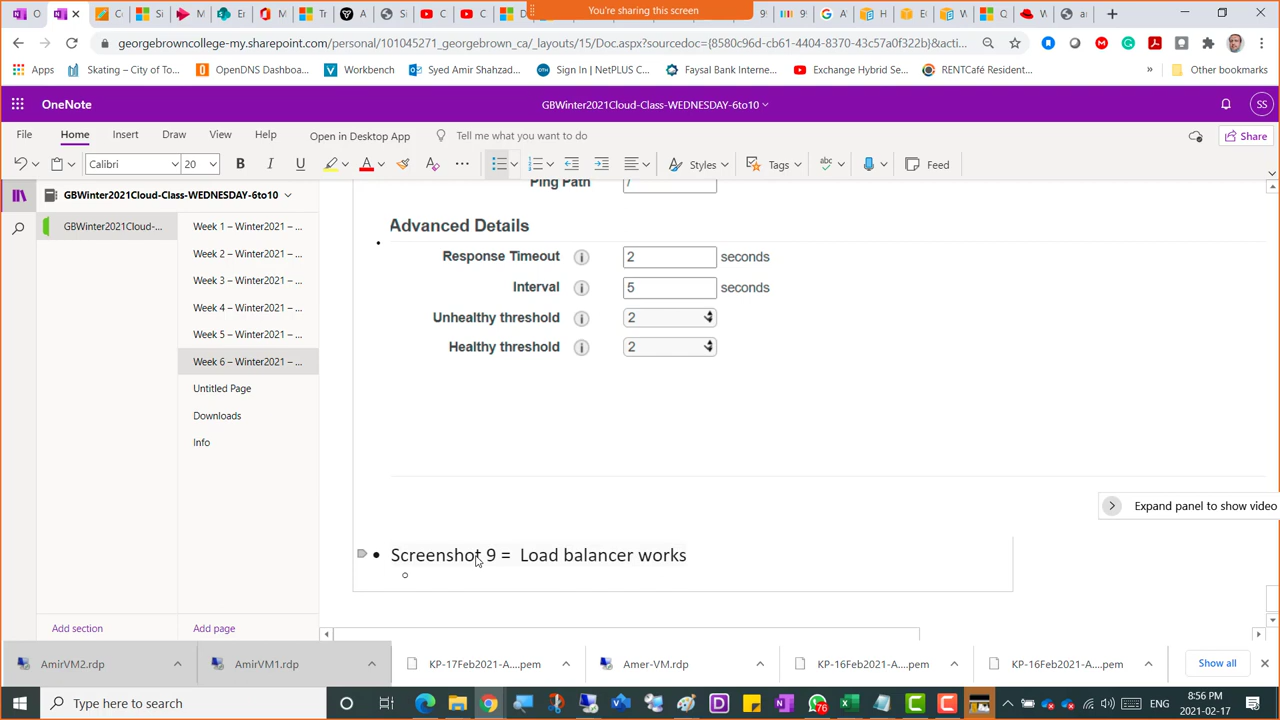 You're sharing this screen
georgebrowncollege-my.sharepoint.com/personal/101045271_georgebrown_ca/_layouts/15/Doc.aspx?sourcedoc={8580c96d-cb61-4404-8370-43c57a0f322b}&acti...
Apps
Skating – City of To...
OpenDNS Dashboa...
Workbench
Syed Amir Shahzad...
Sign In | NetPLUS C...
Faysal Bank Interne...
Exchange Hybrid Se...
RENTCafé Resident...
»
Other bookmarks
OneNote
GBWinter2021Cloud-Class-WEDNESDAY-6to10
SS
File
Home
Insert
Draw
View
Help
Open in Desktop App
Tell me what you want to do
Share
Calibri
20
B
I
U
A
Styles
Tags
Feed
GBWinter2021Cloud-Class-WEDNESDAY-6to10
GBWinter2021Cloud-...
Week 1 – Winter2021 – ...
Week 2 – Winter2021 – ...
Week 3 – Winter2021 – ...
Week 4 – Winter2021 – ...
Week 5 – Winter2021 – ...
Week 6 – Winter2021 – ...
Untitled Page
Downloads
Info
Add section
Add page
Ping Path /
Advanced Details
Response Timeout 2 seconds
Interval 5 seconds
Unhealthy threshold 2
Healthy threshold 2
Expand panel to show video
• Screenshot 9 = Load balancer works
AmirVM2.rdp
AmirVM1.rdp
KP-17Feb2021-A....pem
Amer-VM.rdp
KP-16Feb2021-A....pem
KP-16Feb2021-A....pem
Show all
Type here to search
76
ENG
8:56 PM
2021-02-17